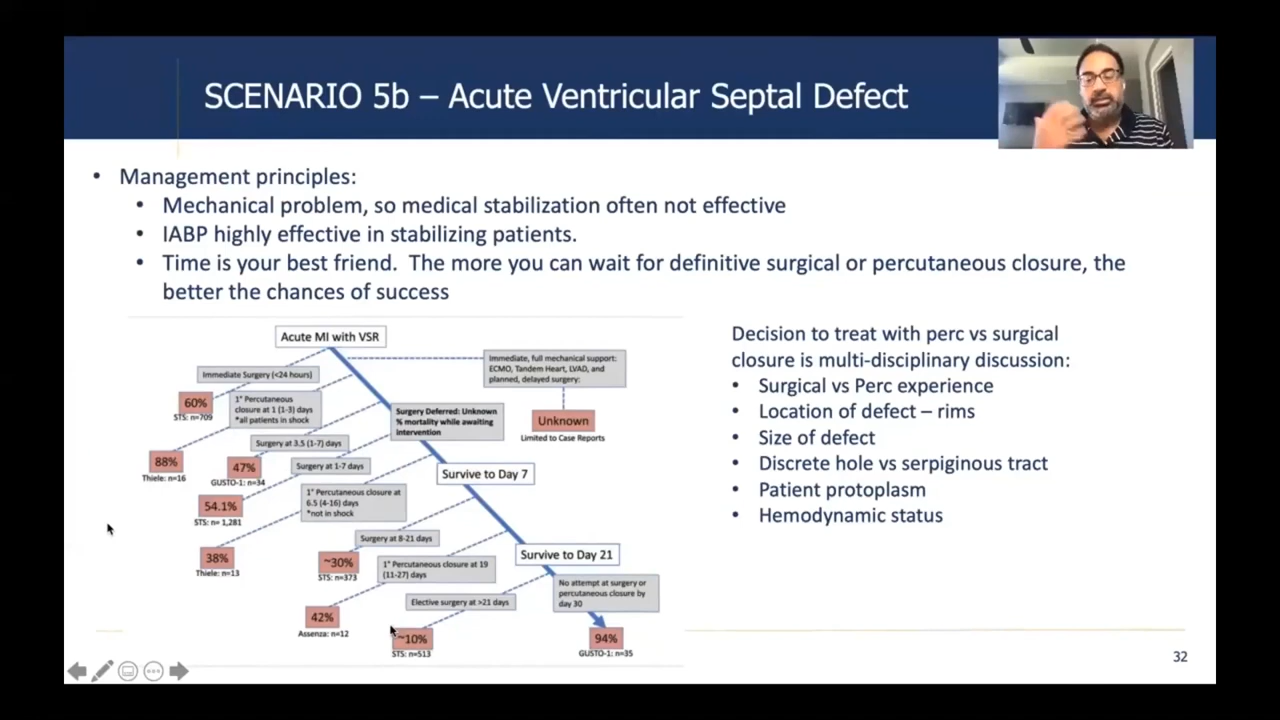 SCENARIO 5b – Acute Ventricular Septal Defect
• Management principles:
• Mechanical problem, so medical stabilization often not effective
• IABP highly effective in stabilizing patients.
• Time is your best friend.  The more you can wait for definitive surgical or percutaneous closure, the
better the chances of success
Acute MI with VSR
Immediate Surgery (<24 hours)
60%
STS: n=709
1° Percutaneous
closure at 1 (1-3) days
*all patients in shock
88%
Thiele: n=16
Surgery at 3.5 (1-7) days
47%
GUSTO-1: n=34
Surgery at 1-7 days
54.1%
STS: n= 1,281
1° Percutaneous closure at
6.5 (4-16) days
*not in shock
38%
Thiele: n=13
Immediate, full mechanical support:
ECMO, Tandem Heart, LVAD, and
planned, delayed surgery:
Unknown
Limited to Case Reports
Surgery Deferred: Unknown
% mortality while awaiting
intervention
Survive to Day 7
Surgery at 8-21 days
~30%
STS: n=373
1° Percutaneous closure at 19
(11-27) days
42%
Assenza: n=12
Survive to Day 21
Elective surgery at >21 days
~10%
STS: n=513
No attempt at surgery or
percutaneous closure by
day 30
94%
GUSTO-1: n=35
Decision to treat with perc vs surgical
closure is multi-disciplinary discussion:
• Surgical vs Perc experience
• Location of defect – rims
• Size of defect
• Discrete hole vs serpiginous tract
• Patient protoplasm
• Hemodynamic status
32